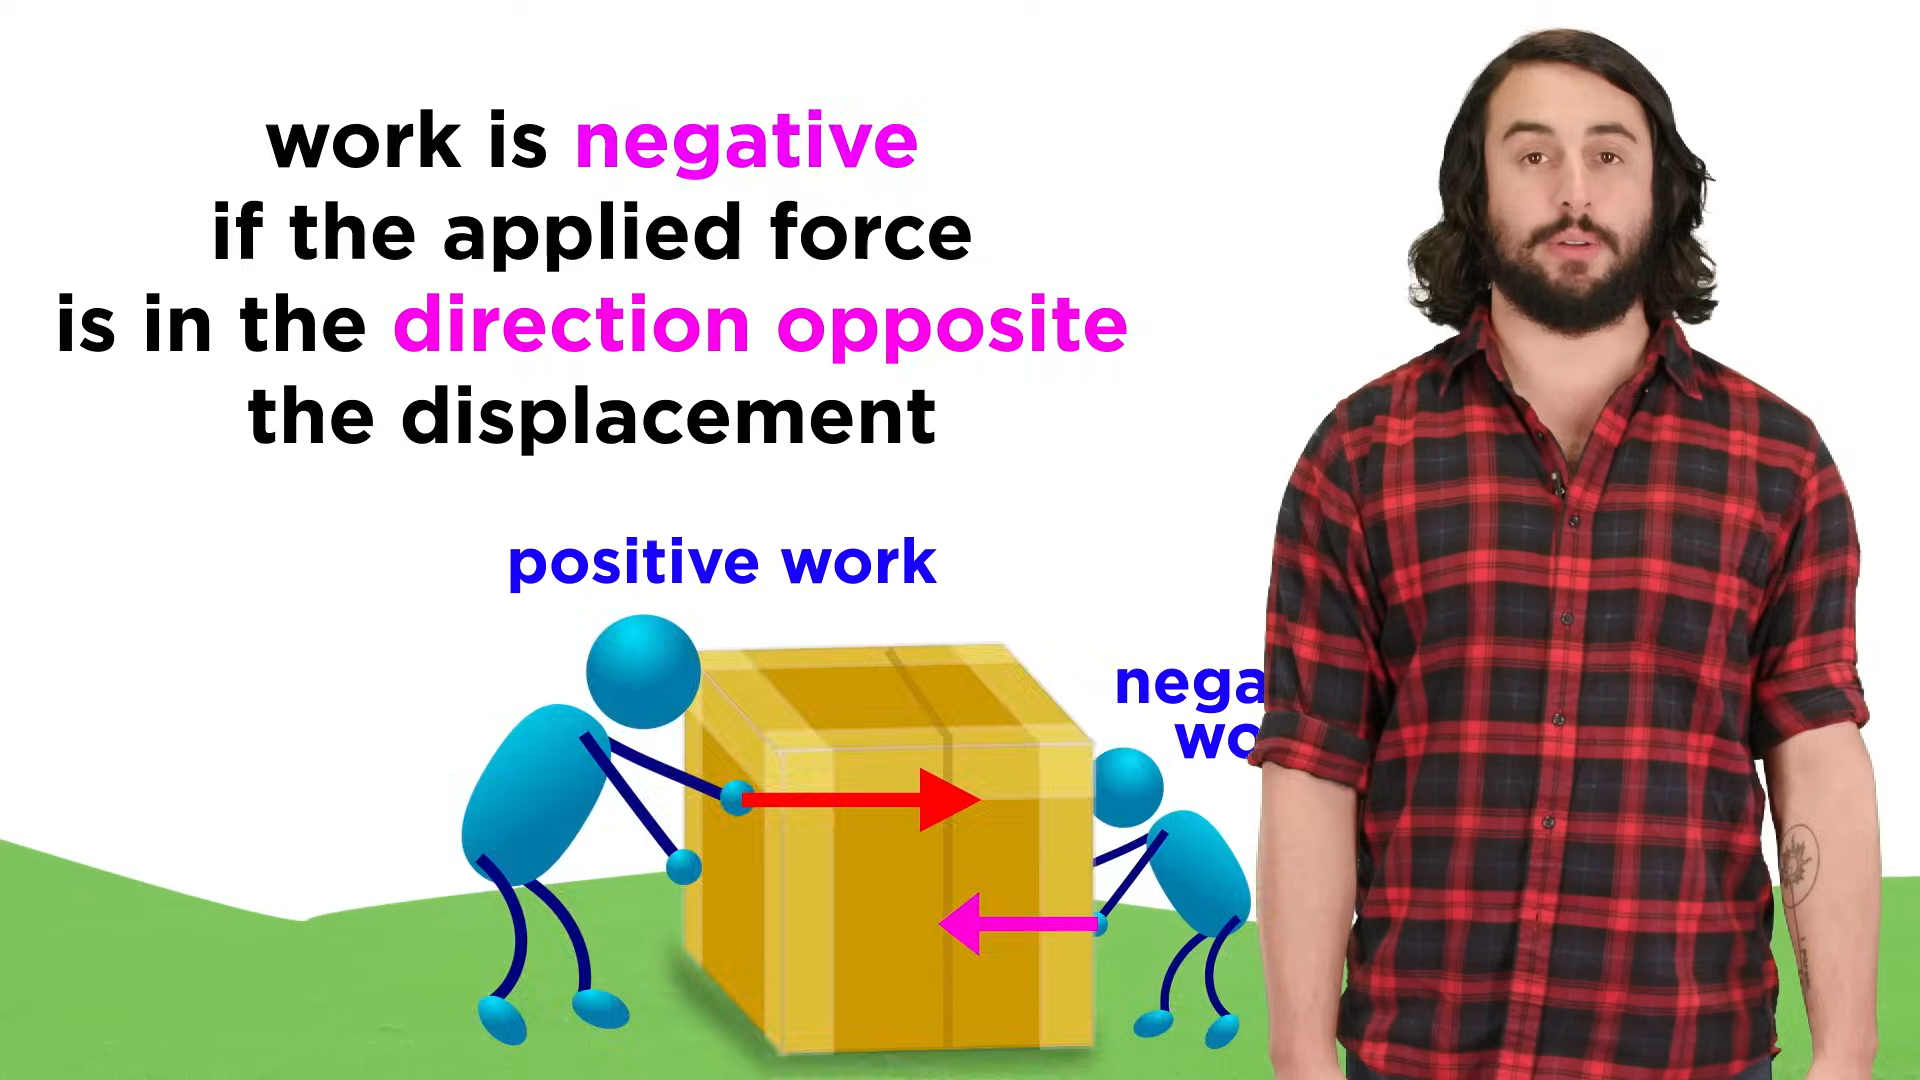 work is negative
if the applied force
is in the direction opposite
the displacement
positive work